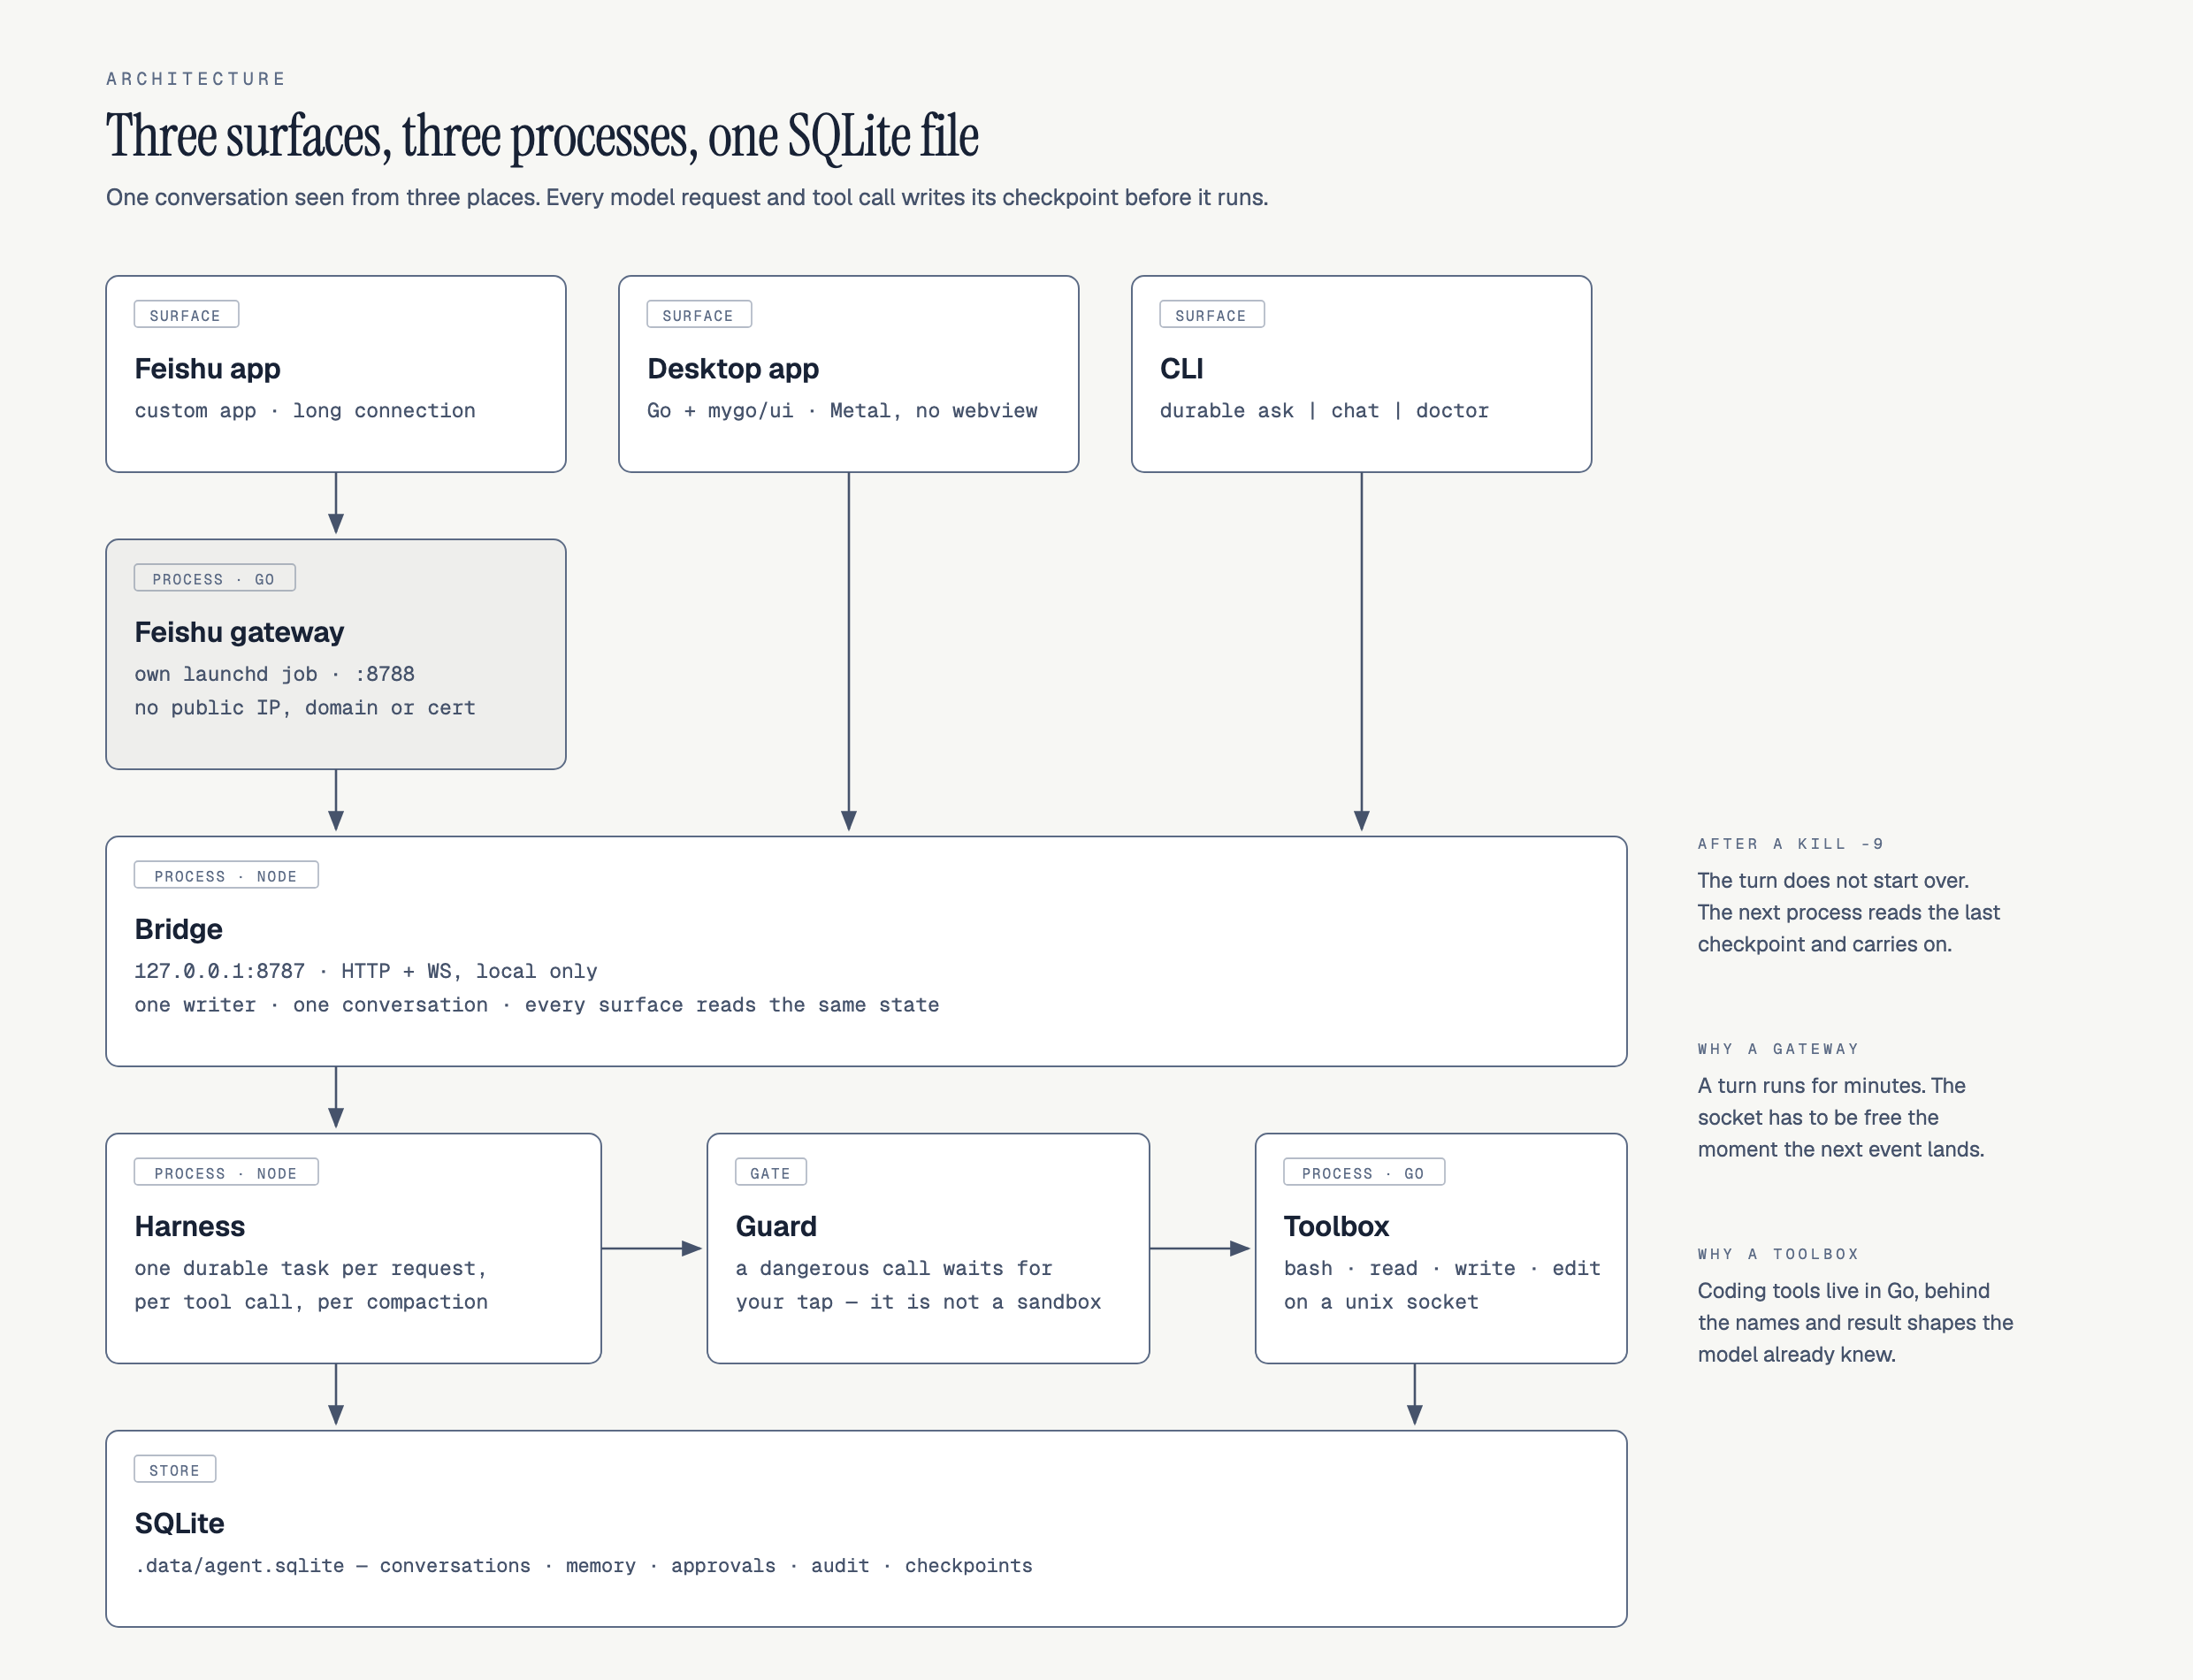 ARCHITECTURE
Three surfaces, three processes, one SQLite file
One conversation seen from three places. Every model request and tool call writes its checkpoint before it runs.
SURFACE
Feishu app
custom app · long connection
SURFACE
Desktop app
Go + mygo/ui · Metal, no webview
SURFACE
CLI
durable ask | chat | doctor
PROCESS · GO
Feishu gateway
own launchd job · :8788
no public IP, domain or cert
PROCESS · NODE
Bridge
127.0.0.1:8787 · HTTP + WS, local only
one writer · one conversation · every surface reads the same state
AFTER A KILL -9
The turn does not start over.
The next process reads the last
checkpoint and carries on.
WHY A GATEWAY
A turn runs for minutes. The
socket has to be free the
moment the next event lands.
PROCESS · NODE
Harness
one durable task per request,
per tool call, per compaction
GATE
Guard
a dangerous call waits for
your tap — it is not a sandbox
PROCESS · GO
Toolbox
bash · read · write · edit
on a unix socket
WHY A TOOLBOX
Coding tools live in Go, behind
the names and result shapes the
model already knew.
STORE
SQLite
.data/agent.sqlite — conversations · memory · approvals · audit · checkpoints